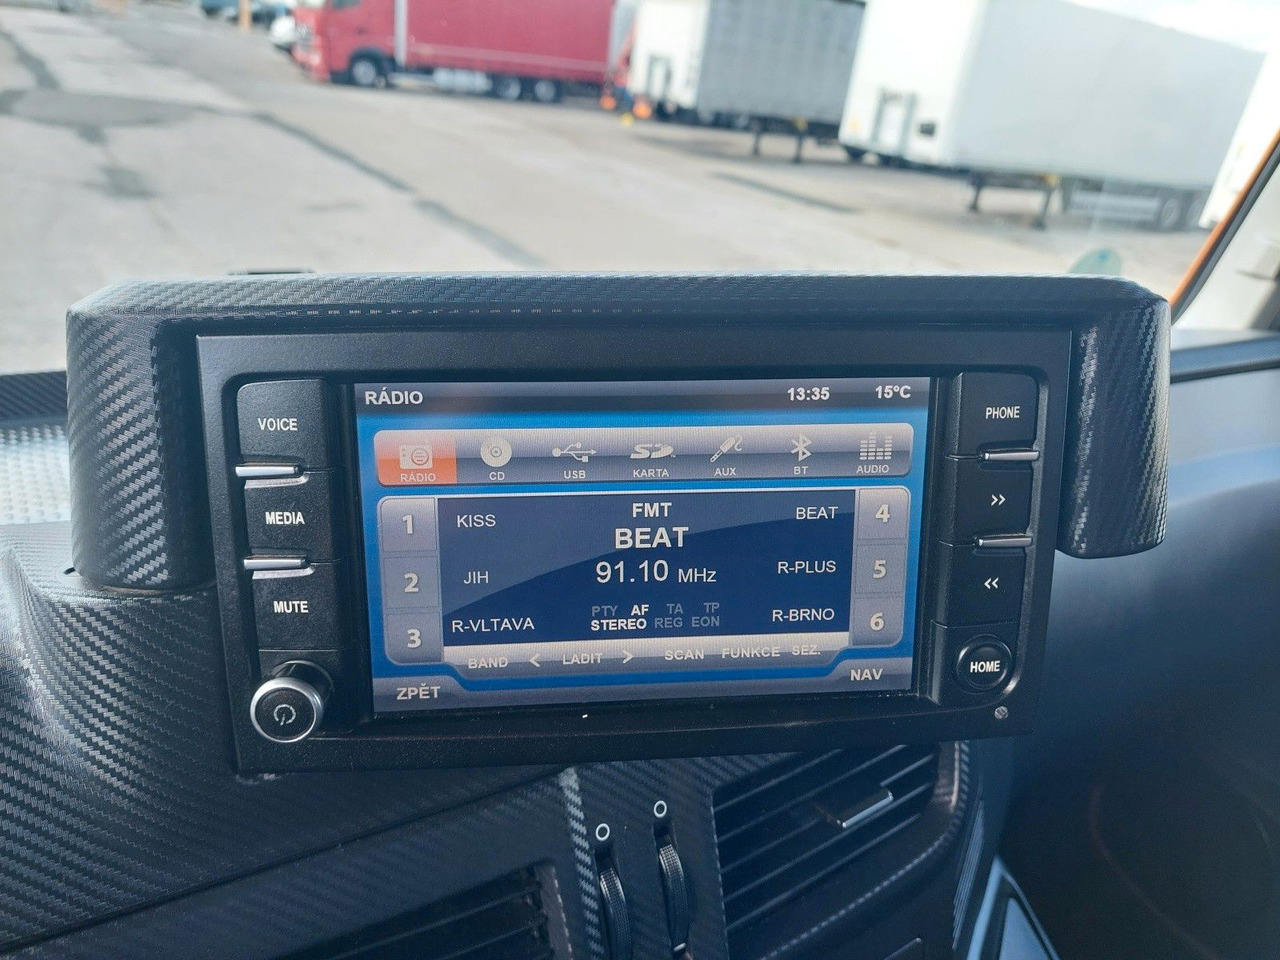 RÁDIO 13:35 15°C
VOICE
MEDIA
MUTE
RÁDIO CD USB KARTA AUX BT AUDIO
SD
1 KISS FMT BEAT 4
BEAT
2 JIH 91.10 MHz R-PLUS 5
PTY AF TA TP
3 R-VLTAVA STEREO REG EON R-BRNO 6
BAND < LADIT > SCAN FUNKCE SEZ.
ZPĚT NAV
PHONE
>>
<<
HOME